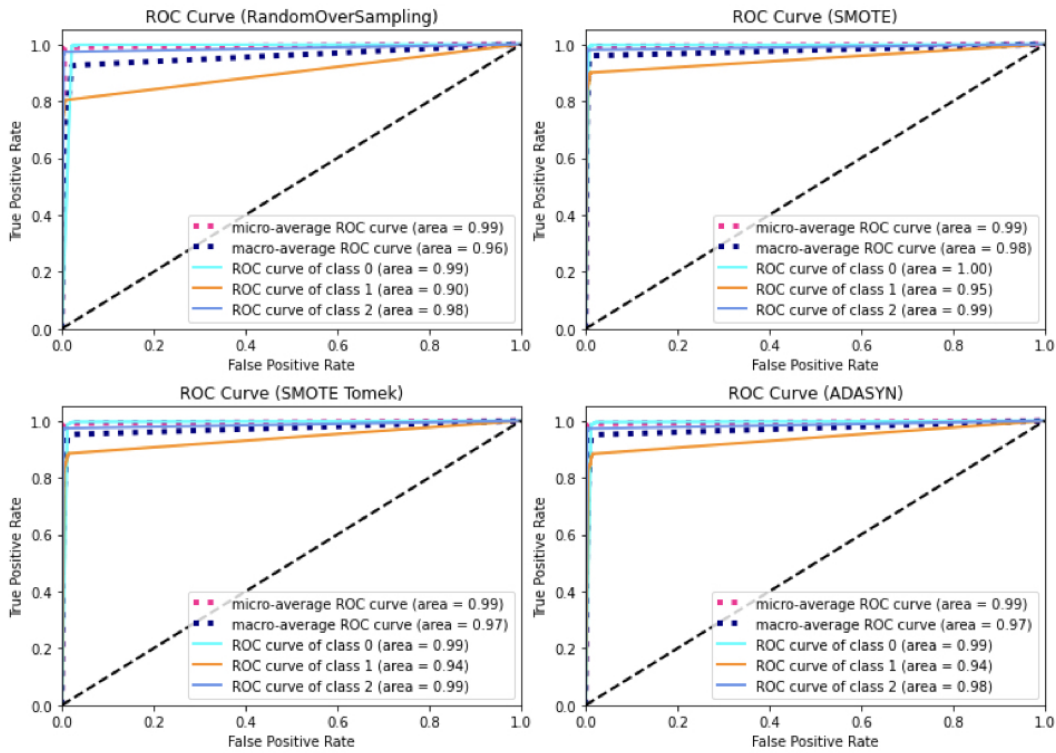 ROC Curve (RandomOverSampling)
True Positive Rate
1.0
0.8
0.6
0.4
0.2
0.0
micro-average ROC curve (area = 0.99)
macro-average ROC curve (area = 0.96)
ROC curve of class 0 (area = 0.99)
ROC curve of class 1 (area = 0.90)
ROC curve of class 2 (area = 0.98)
0.0 0.2 0.4 0.6 0.8 1.0
False Positive Rate
ROC Curve (SMOTE)
True Positive Rate
1.0
0.8
0.6
0.4
0.2
0.0
micro-average ROC curve (area = 0.99)
macro-average ROC curve (area = 0.98)
ROC curve of class 0 (area = 1.00)
ROC curve of class 1 (area = 0.95)
ROC curve of class 2 (area = 0.99)
0.0 0.2 0.4 0.6 0.8 1.0
False Positive Rate
ROC Curve (SMOTE Tomek)
True Positive Rate
1.0
0.8
0.6
0.4
0.2
0.0
micro-average ROC curve (area = 0.99)
macro-average ROC curve (area = 0.97)
ROC curve of class 0 (area = 0.99)
ROC curve of class 1 (area = 0.94)
ROC curve of class 2 (area = 0.99)
0.0 0.2 0.4 0.6 0.8 1.0
False Positive Rate
ROC Curve (ADASYN)
True Positive Rate
1.0
0.8
0.6
0.4
0.2
0.0
micro-average ROC curve (area = 0.99)
macro-average ROC curve (area = 0.97)
ROC curve of class 0 (area = 0.99)
ROC curve of class 1 (area = 0.94)
ROC curve of class 2 (area = 0.98)
0.0 0.2 0.4 0.6 0.8 1.0
False Positive Rate